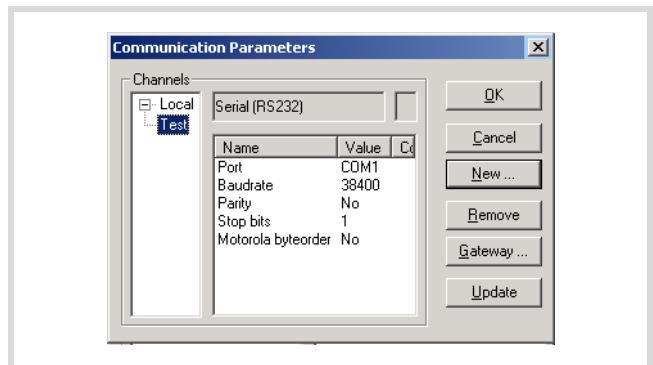 Communication Parameters
Channels
Local
Test
Serial (RS232)
Name Value
Port COM1
Baudrate 38400
Parity No
Stop bits 1
Motorola byteorder No
OK
Cancel
New ...
Remove
Gateway ...
Update